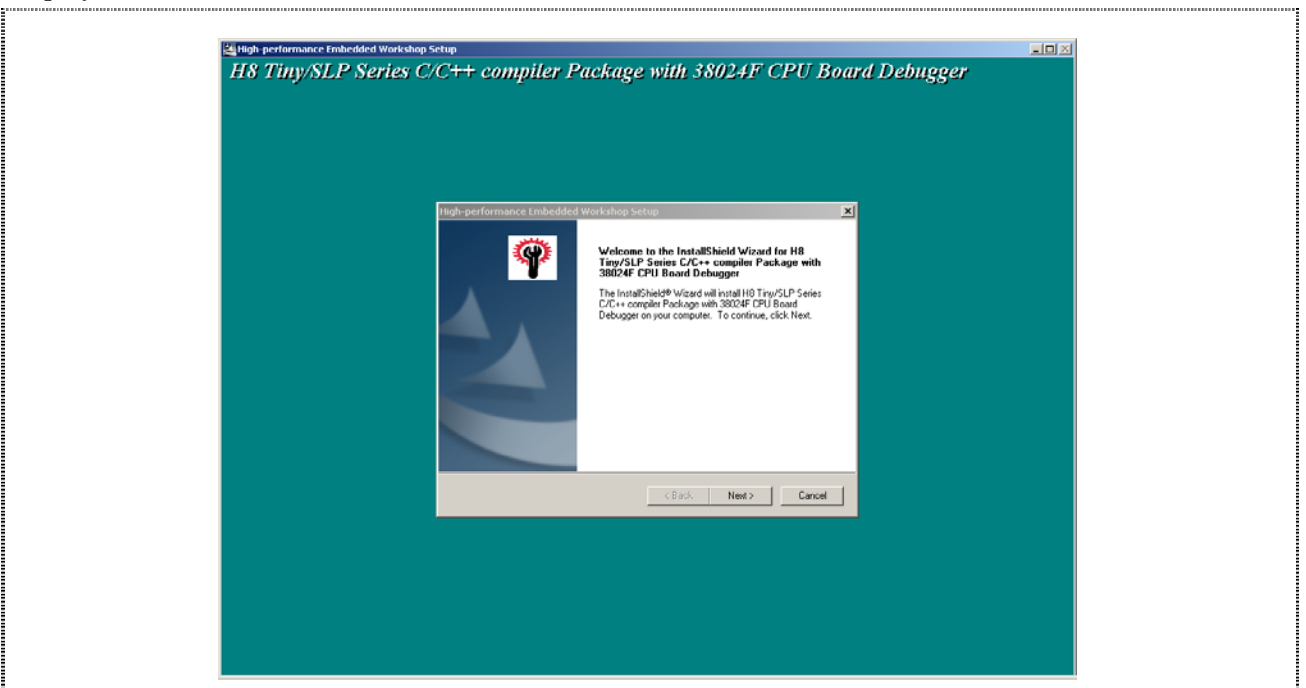 High-performance Embedded Workshop Setup
H8 Tiny/SLP Series C/C++ compiler Package with 38024F CPU Board Debugger
High-performance Embedded Workshop Setup
Welcome to the InstallShield Wizard for H8
Tiny/SLP Series C/C++ compiler Package with
38024F CPU Board Debugger
The InstallShield® Wizard will install H8 Tiny/SLP Series
C/C++ compiler Package with 38024F CPU Board
Debugger on your computer. To continue, click Next.
< Back
Next >
Cancel